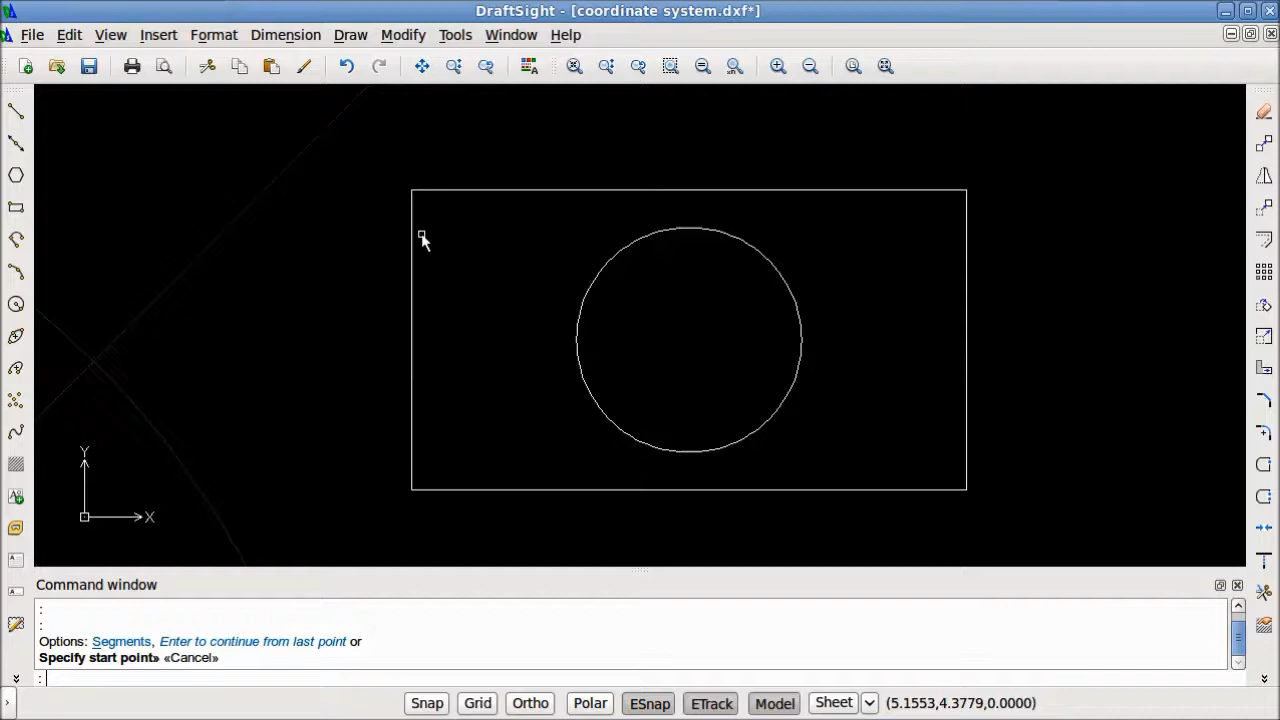 DraftSight - [coordinate system.dxf*]
File Edit View Insert Format Dimension Draw Modify Tools Window Help
Y
X
Command window
:
:
Options: Segments, Enter to continue from last point or
Specify start point» «Cancel»
:
Snap Grid Ortho Polar ESnap ETrack Model Sheet (5.1553,4.3779,0.0000)